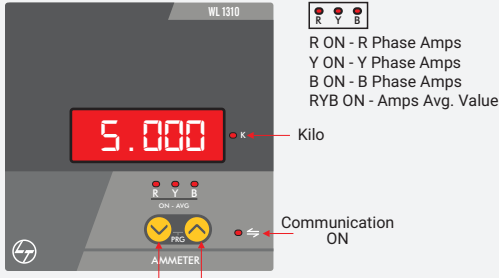 WL 1310
R Y B
R ON - R Phase Amps
Y ON - Y Phase Amps
B ON - B Phase Amps
RYB ON - Amps Avg. Value
5.000
K
Kilo
R Y B
ON - AVG
PRG
Communication
ON
AMMETER